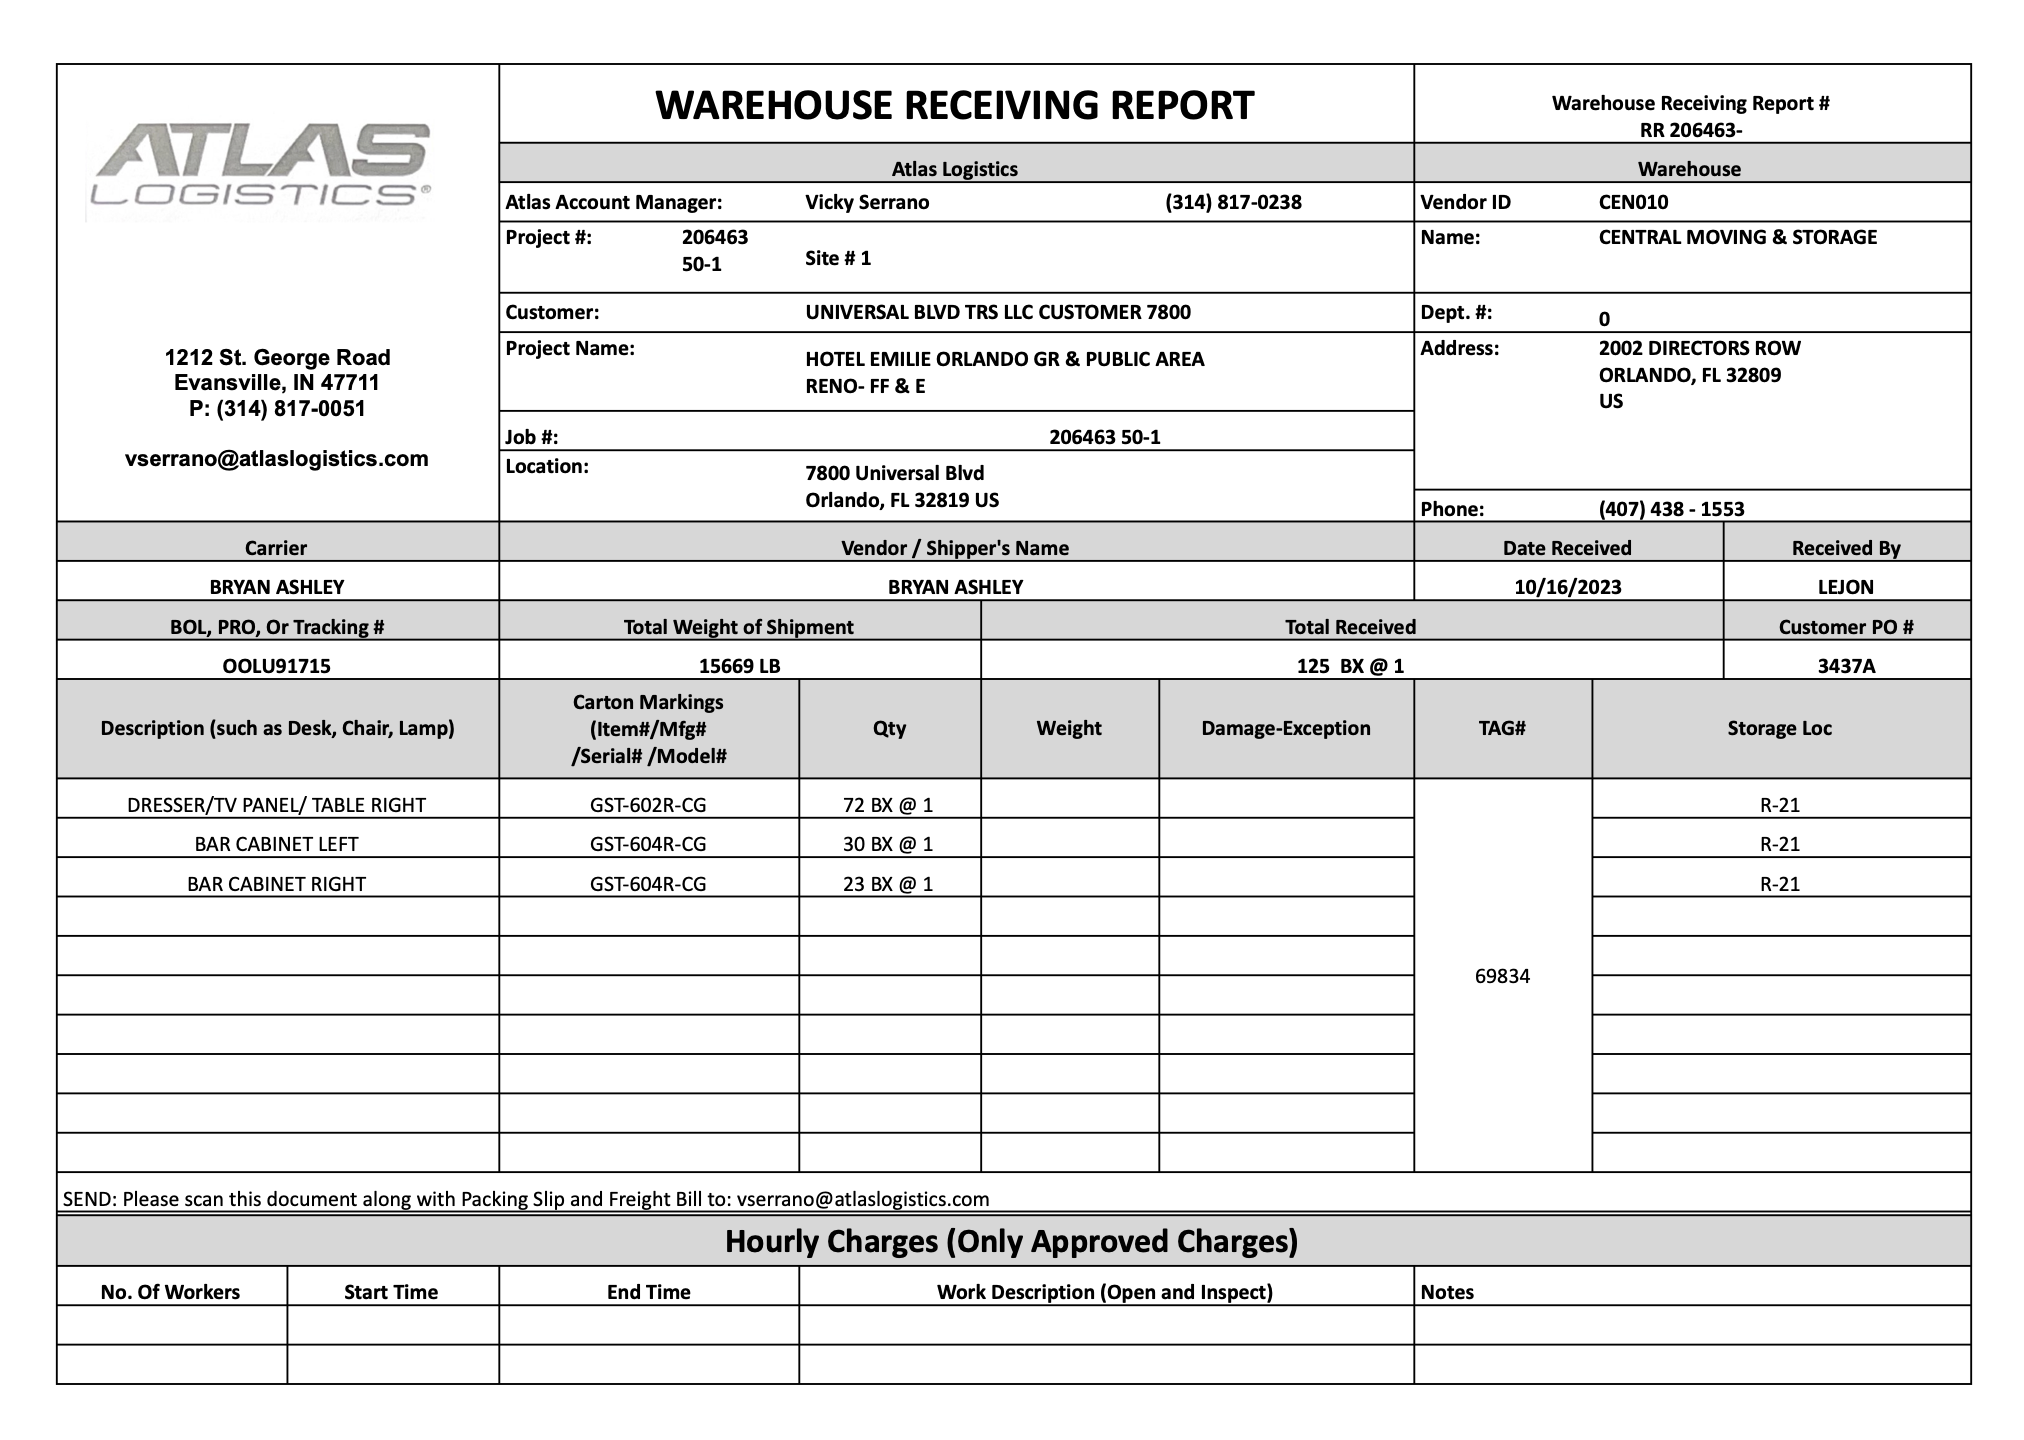 ATLAS
LOGISTICS®
1212 St. George Road
Evansville, IN 47711
P: (314) 817-0051
vserrano@atlaslogistics.com
WAREHOUSE RECEIVING REPORT
Warehouse Receiving Report #
RR 206463-
Atlas Logistics
Warehouse
Atlas Account Manager: Vicky Serrano (314) 817-0238
Vendor ID CEN010
Project #: 206463
50-1
Site # 1
Name: CENTRAL MOVING & STORAGE
Customer: UNIVERSAL BLVD TRS LLC CUSTOMER 7800
Dept. #: 0
Project Name: HOTEL EMILIE ORLANDO GR & PUBLIC AREA
RENO- FF & E
Address: 2002 DIRECTORS ROW
ORLANDO, FL 32809
US
Job #: 206463 50-1
Location: 7800 Universal Blvd
Orlando, FL 32819 US
Phone: (407) 438 - 1553
Carrier Vendor / Shipper's Name Date Received Received By
BRYAN ASHLEY BRYAN ASHLEY 10/16/2023 LEJON
BOL, PRO, Or Tracking # Total Weight of Shipment Total Received Customer PO #
OOLU91715 15669 LB 125 BX @ 1 3437A
Description (such as Desk, Chair, Lamp)
Carton Markings
(Item#/Mfg#
/Serial# /Model#
Qty Weight Damage-Exception TAG# Storage Loc
DRESSER/TV PANEL/ TABLE RIGHT GST-602R-CG 72 BX @ 1 R-21
BAR CABINET LEFT GST-604R-CG 30 BX @ 1 R-21
BAR CABINET RIGHT GST-604R-CG 23 BX @ 1 R-21
69834
SEND: Please scan this document along with Packing Slip and Freight Bill to: vserrano@atlaslogistics.com
Hourly Charges (Only Approved Charges)
No. Of Workers Start Time End Time Work Description (Open and Inspect) Notes